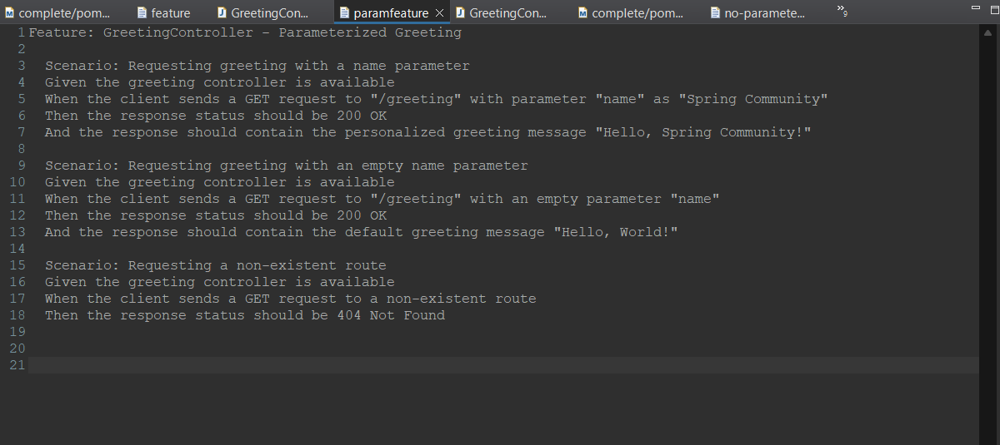 complete/pom... feature GreetingCon... paramfeature GreetingCon... complete/pom... no-paramete... »9
1 Feature: GreetingController - Parameterized Greeting
2
3 Scenario: Requesting greeting with a name parameter
4 Given the greeting controller is available
5 When the client sends a GET request to "/greeting" with parameter "name" as "Spring Community"
6 Then the response status should be 200 OK
7 And the response should contain the personalized greeting message "Hello, Spring Community!"
8
9 Scenario: Requesting greeting with an empty name parameter
10 Given the greeting controller is available
11 When the client sends a GET request to "/greeting" with an empty parameter "name"
12 Then the response status should be 200 OK
13 And the response should contain the default greeting message "Hello, World!"
14
15 Scenario: Requesting a non-existent route
16 Given the greeting controller is available
17 When the client sends a GET request to a non-existent route
18 Then the response status should be 404 Not Found
19
20
21